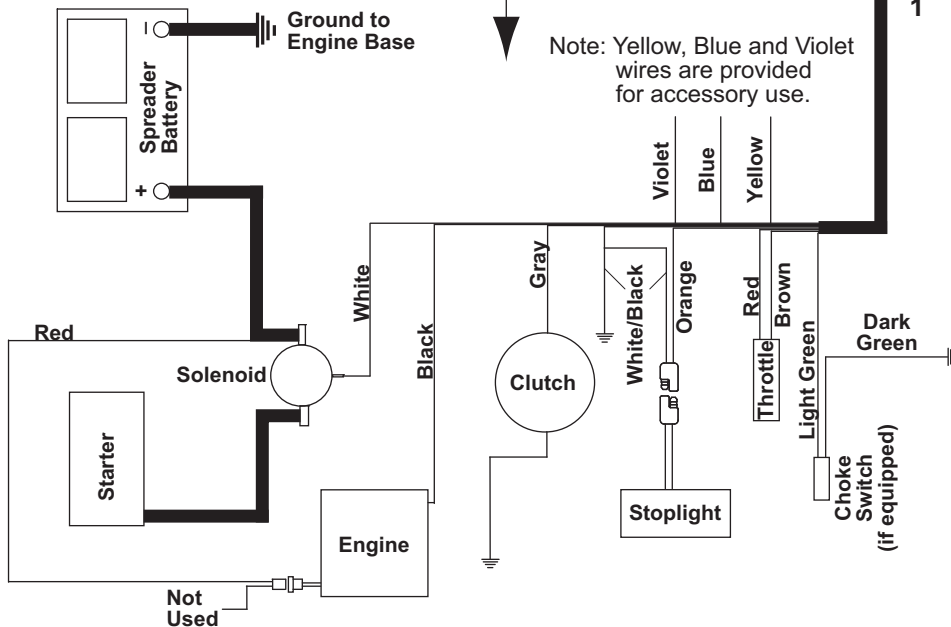 1
Ground to
Engine Base
Note: Yellow, Blue and Violet
wires are provided
for accessory use.
–
Spreader
Battery
+
Violet
Blue
Yellow
White
Black
Gray
White/Black
Orange
Red
Brown
Light Green
Dark
Green
Red
Solenoid
Clutch
Throttle
Starter
Engine
Stoplight
Choke
Switch
(if equipped)
Not
Used